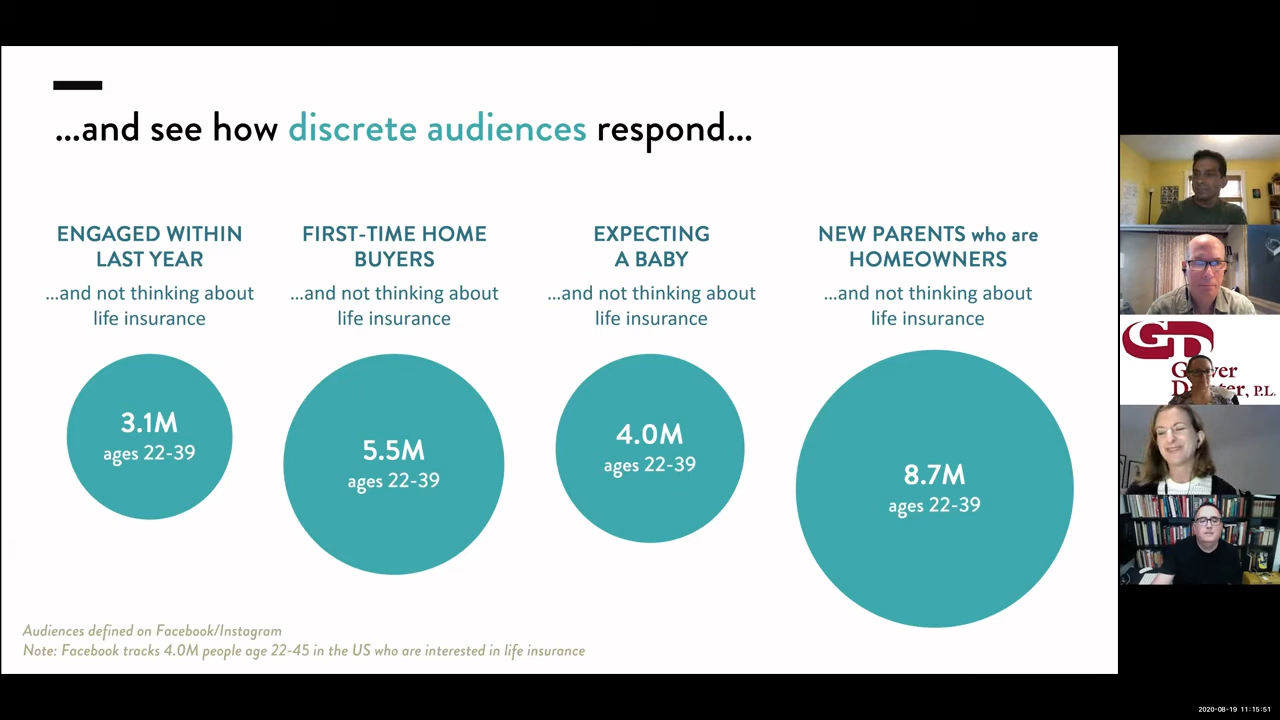 ...and see how discrete audiences respond...
ENGAGED WITHIN
LAST YEAR
...and not thinking about
life insurance
3.1M
ages 22-39
FIRST-TIME HOME
BUYERS
...and not thinking about
life insurance
5.5M
ages 22-39
EXPECTING
A BABY
...and not thinking about
life insurance
4.0M
ages 22-39
NEW PARENTS who are
HOMEOWNERS
...and not thinking about
life insurance
8.7M
ages 22-39
Audiences defined on Facebook/Instagram
Note: Facebook tracks 4.0M people age 22-45 in the US who are interested in life insurance
GD
P.L.
2020-08-19 11:15:51